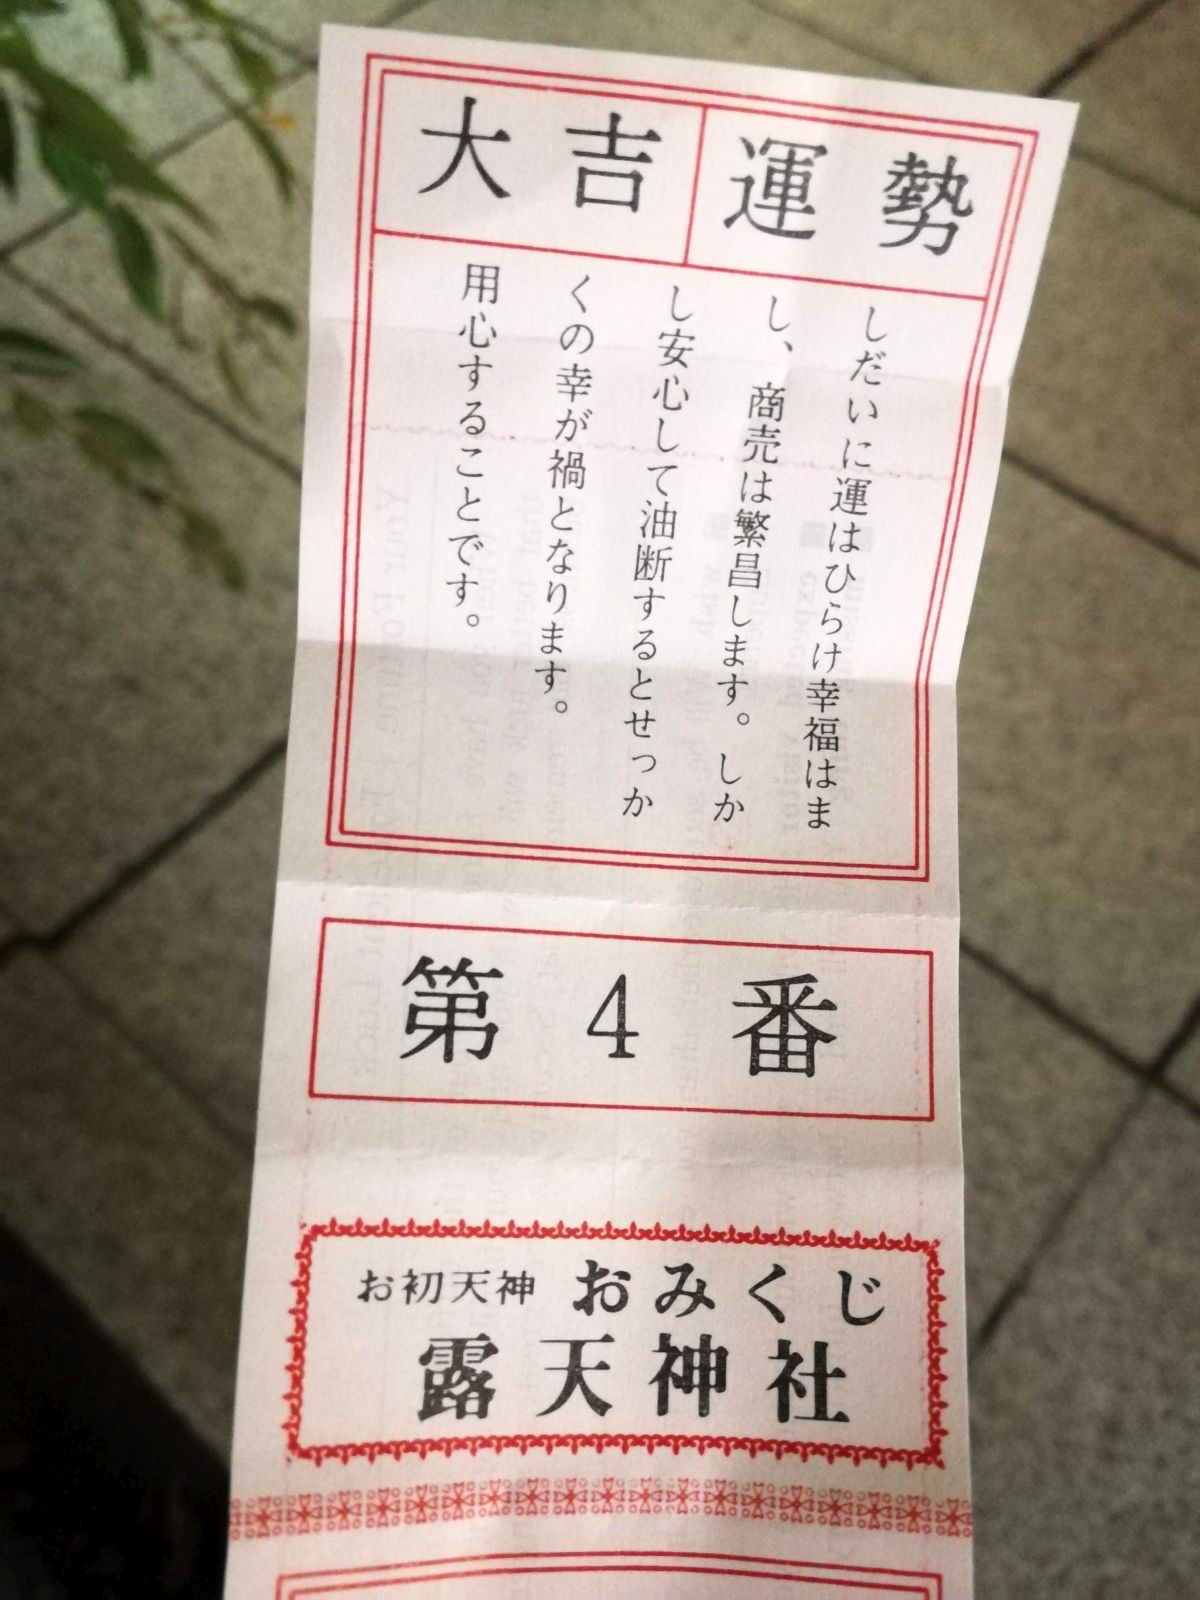 大吉 運勢
しだいに運はひらけ幸福はま
し、商売は繁昌します。しか
し安心して油断するとせっか
くの幸が禍となります。
用心することです。
第4番
お初天神 おみくじ
露天神社